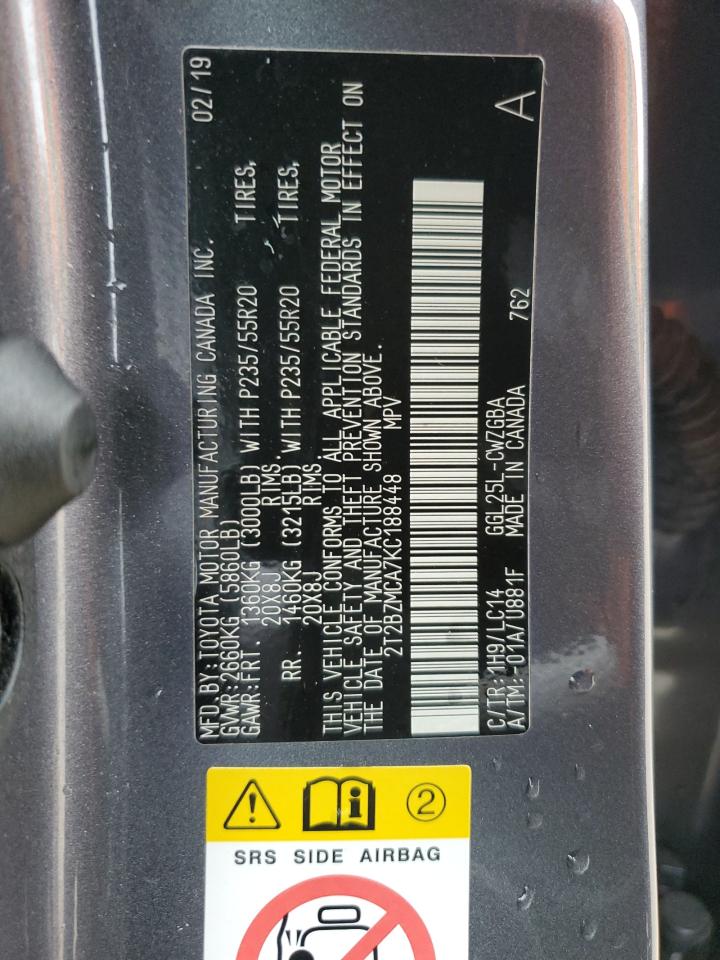 MFD. BY: TOYOTA MOTOR MANUFACTURING CANADA INC. 02/19
GVWR: 2660KG (5860LB)
GAWR: FRT. 1360KG (3000LB) WITH P235/55R20 TIRES,
20X8J RIMS.
RR. 1460KG (3215LB) WITH P235/55R20 TIRES,
20X8J RIMS.
THIS VEHICLE CONFORMS TO ALL APPLICABLE FEDERAL MOTOR
VEHICLE SAFETY AND THEFT PREVENTION STANDARDS IN EFFECT ON
THE DATE OF MANUFACTURE SHOWN ABOVE.
2T2BZMCA7KC188448 MPV
C/TR: 1H9/LC14 GGL25L-CWZGBA 762
A/TM: -01A/U881F MADE IN CANADA A
2
SRS SIDE AIRBAG